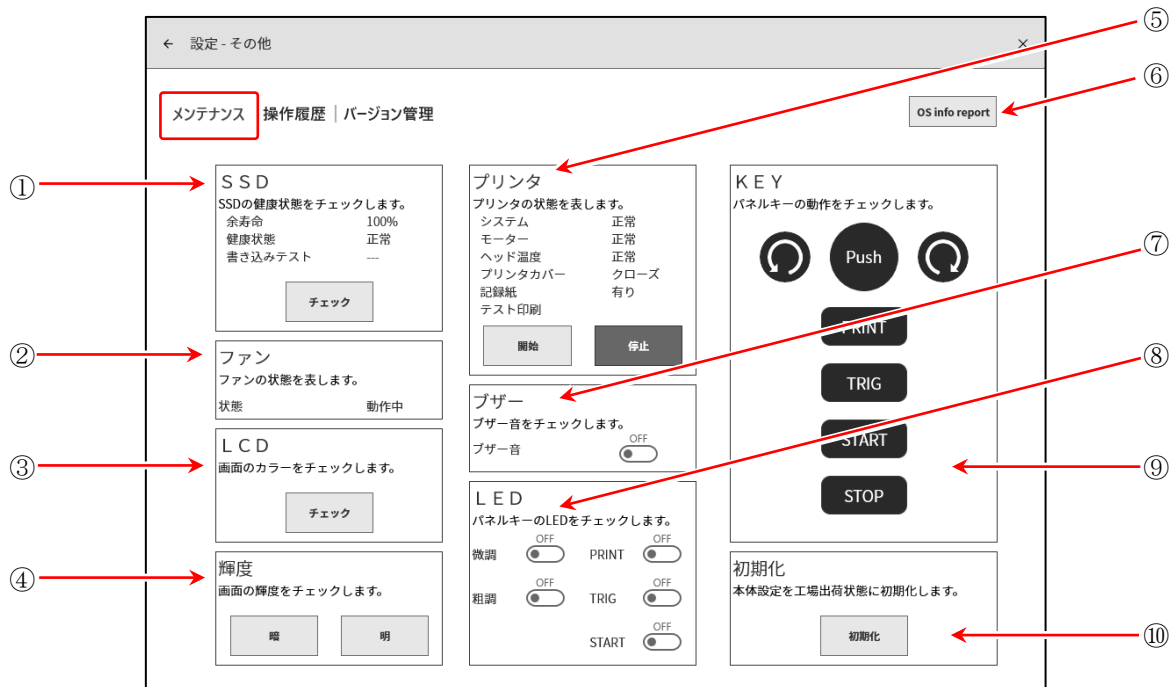 ⑤
← 設定 - その他 ×
⑥
メンテナンス 操作履歴 | バージョン管理
OS info report
①
SSD
SSDの健康状態をチェックします。
余寿命 100%
健康状態 正常
書き込みテスト ---
チェック
②
ファン
ファンの状態を表します。
状態 動作中
③
LCD
画面のカラーをチェックします。
チェック
④
輝度
画面の輝度をチェックします。
暗 明
プリンタ
プリンタの状態を表します。
システム 正常
モーター 正常
ヘッド温度 正常
プリンタカバー クローズ
記録紙 有り
テスト印刷
開始 停止
⑦
ブザー
ブザー音をチェックします。
OFF
ブザー音
⑧
LED
パネルキーのLEDをチェックします。
OFF OFF
微調 PRINT
OFF OFF
粗調 TRIG
OFF
START
KEY
パネルキーの動作をチェックします。
Push
PRINT
TRIG
START
STOP
⑨
初期化
本体設定を工場出荷状態に初期化します。
初期化
⑩